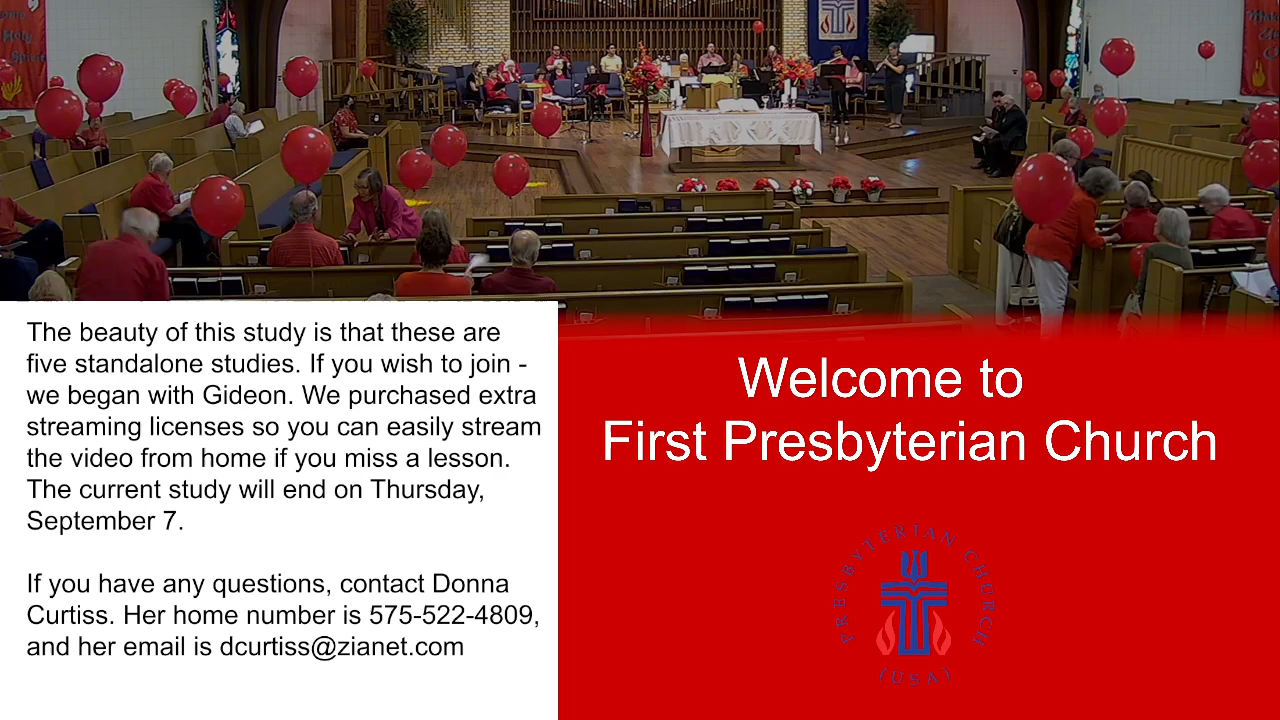 The beauty of this study is that these are
five standalone studies. If you wish to join -
we began with Gideon. We purchased extra
streaming licenses so you can easily stream
the video from home if you miss a lesson.
The current study will end on Thursday,
September 7.
If you have any questions, contact Donna
Curtiss. Her home number is 575-522-4809,
and her email is dcurtiss@zianet.com
Welcome to
First Presbyterian Church
PRESBYTERIAN CHURCH
(USA)